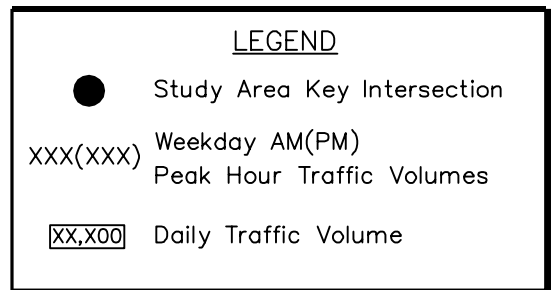 LEGEND
Study Area Key Intersection
XXX(XXX) Weekday AM(PM)
Peak Hour Traffic Volumes
XX,X00 Daily Traffic Volume